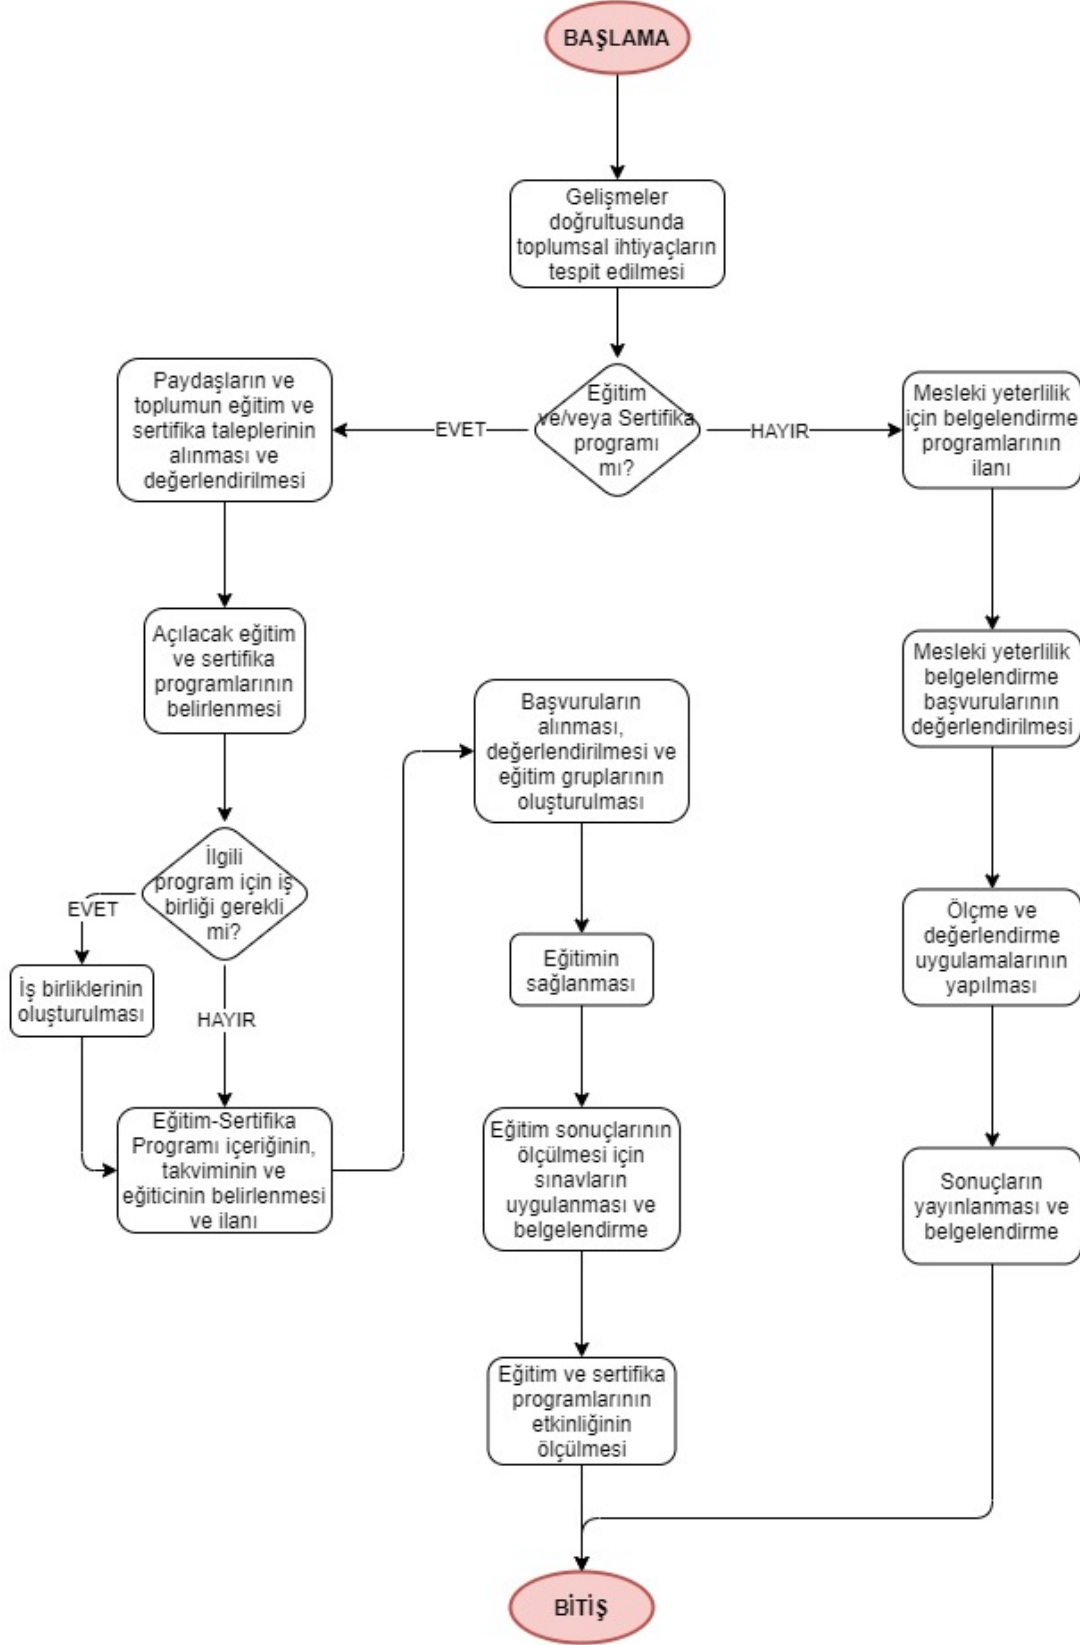 BAŞLAMA
Gelişmeler
doğrultusunda
toplumsal ihtiyaçların
tespit edilmesi
Eğitim
ve/veya Sertifika
programı
mı?
EVET
HAYIR
Paydaşların ve
toplumun eğitim ve
sertifika taleplerinin
alınması ve
değerlendirilmesi
Açılacak eğitim
ve sertifika
programlarının
belirlenmesi
İlgili
program için iş
birliği gerekli
mi?
EVET
İş birliklerinin
oluşturulması
HAYIR
Eğitim-Sertifika
Programı içeriğinin,
takviminin ve
eğiticinin belirlenmesi
ve ilanı
Başvuruların
alınması,
değerlendirilmesi ve
eğitim gruplarının
oluşturulması
Eğitimin
sağlanması
Eğitim sonuçlarının
ölçülmesi için
sınavların
uygulanması ve
belgelendirme
Eğitim ve sertifika
programlarının
etkinliğinin
ölçülmesi
Mesleki yeterlilik
için belgelendirme
programlarının
ilanı
Mesleki yeterlilik
belgelendirme
başvurularının
değerlendirilmesi
Ölçme ve
değerlendirme
uygulamalarının
yapılması
Sonuçların
yayınlanması ve
belgelendirme
BİTİŞ